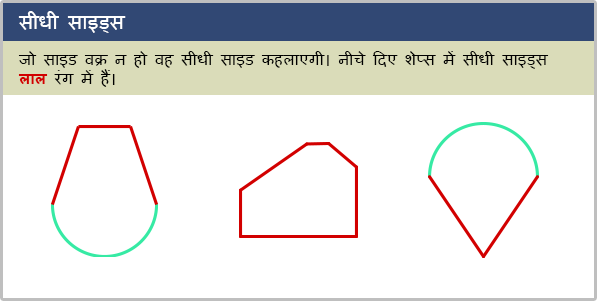 सीधी साइड्स
जो साइड वक्र न हो वह सीधी साइड कहलाएगी। नीचे दिए शेप्स में सीधी साइड्स
लाल रंग में हैं।